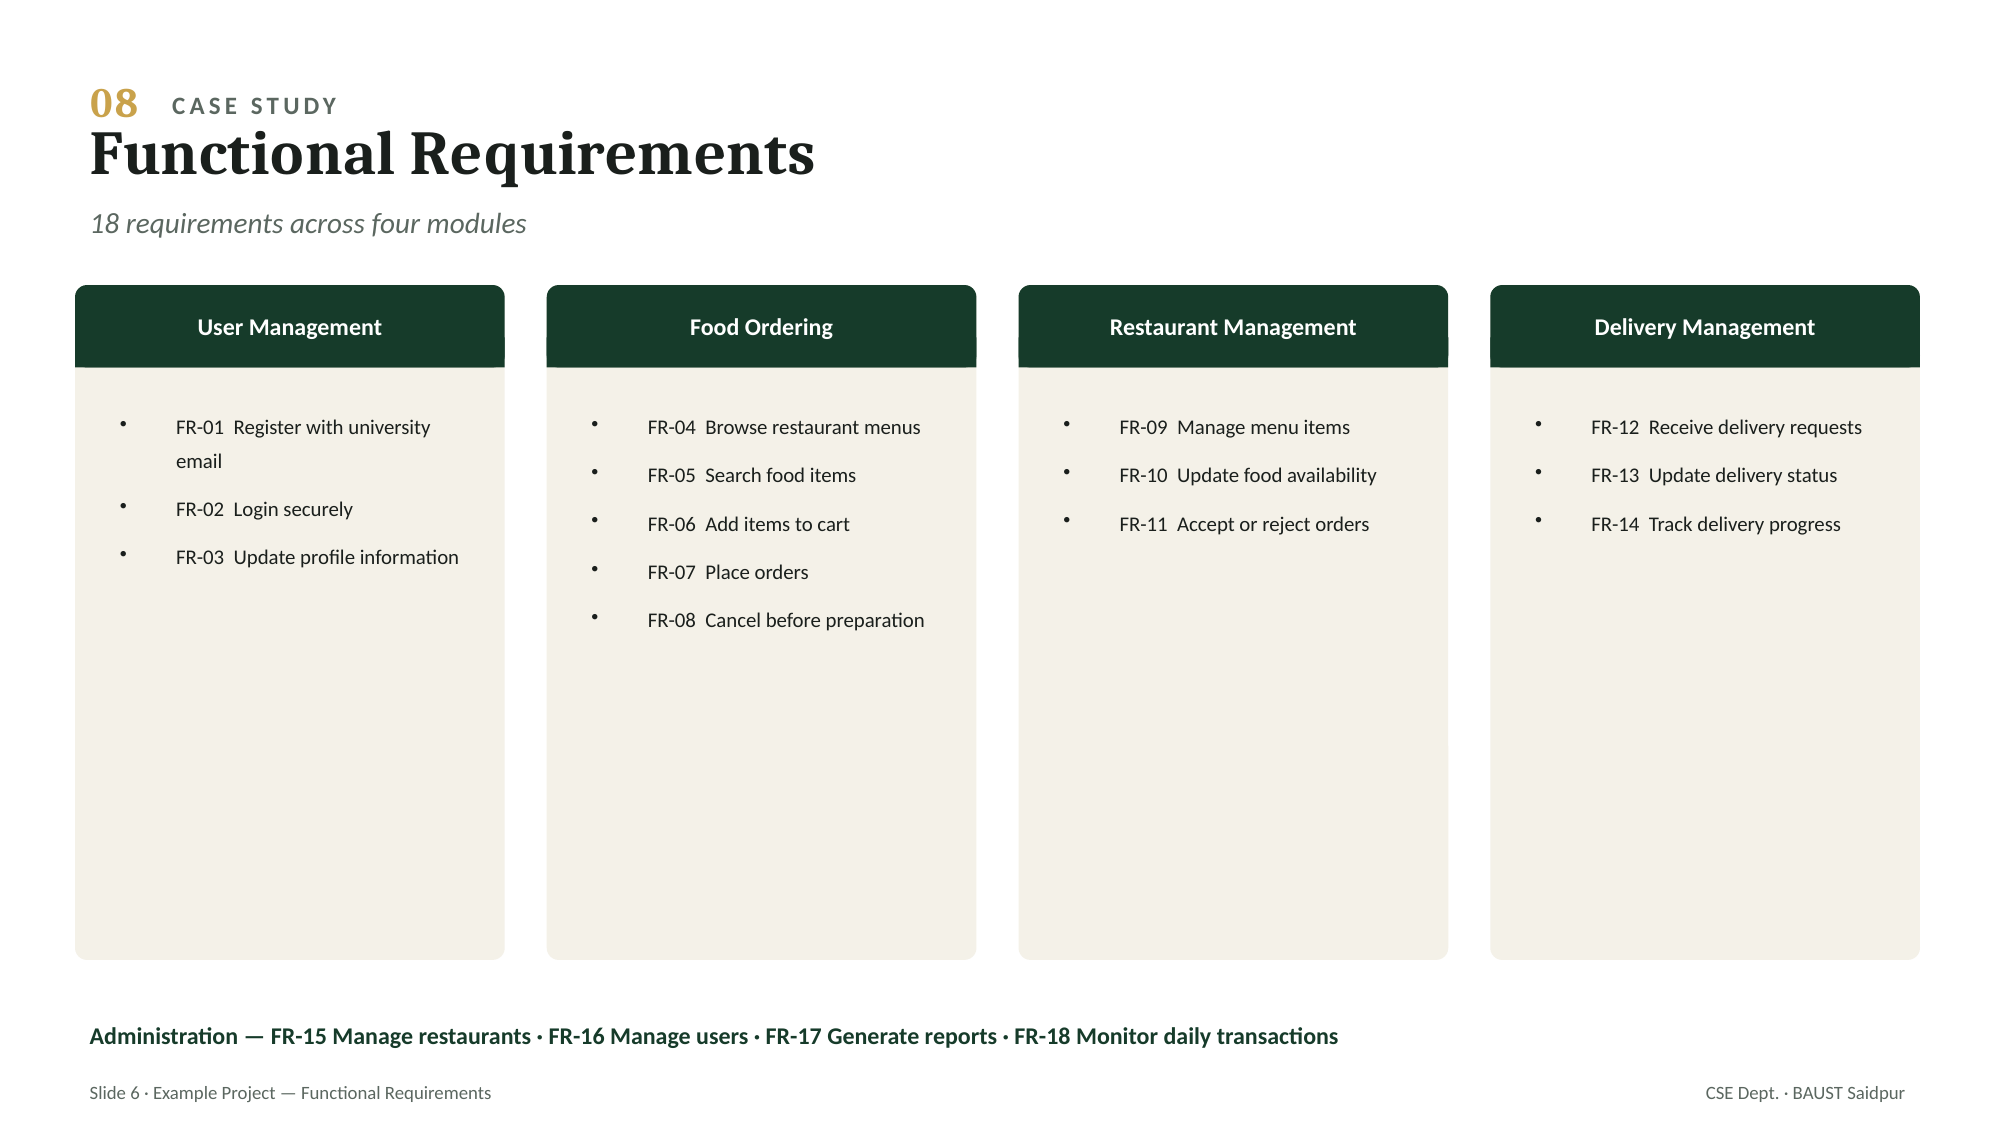 08 CASE STUDY
Functional Requirements
18 requirements across four modules
User Management
• FR-01 Register with university
email
• FR-02 Login securely
• FR-03 Update profile information
Food Ordering
• FR-04 Browse restaurant menus
• FR-05 Search food items
• FR-06 Add items to cart
• FR-07 Place orders
• FR-08 Cancel before preparation
Restaurant Management
• FR-09 Manage menu items
• FR-10 Update food availability
• FR-11 Accept or reject orders
Delivery Management
• FR-12 Receive delivery requests
• FR-13 Update delivery status
• FR-14 Track delivery progress
Administration — FR-15 Manage restaurants · FR-16 Manage users · FR-17 Generate reports · FR-18 Monitor daily transactions
Slide 6 · Example Project — Functional Requirements
CSE Dept. · BAUST Saidpur